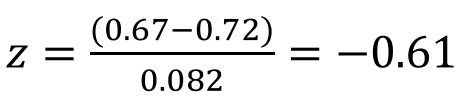 z = (0.67−0.72) / 0.082 = −0.61